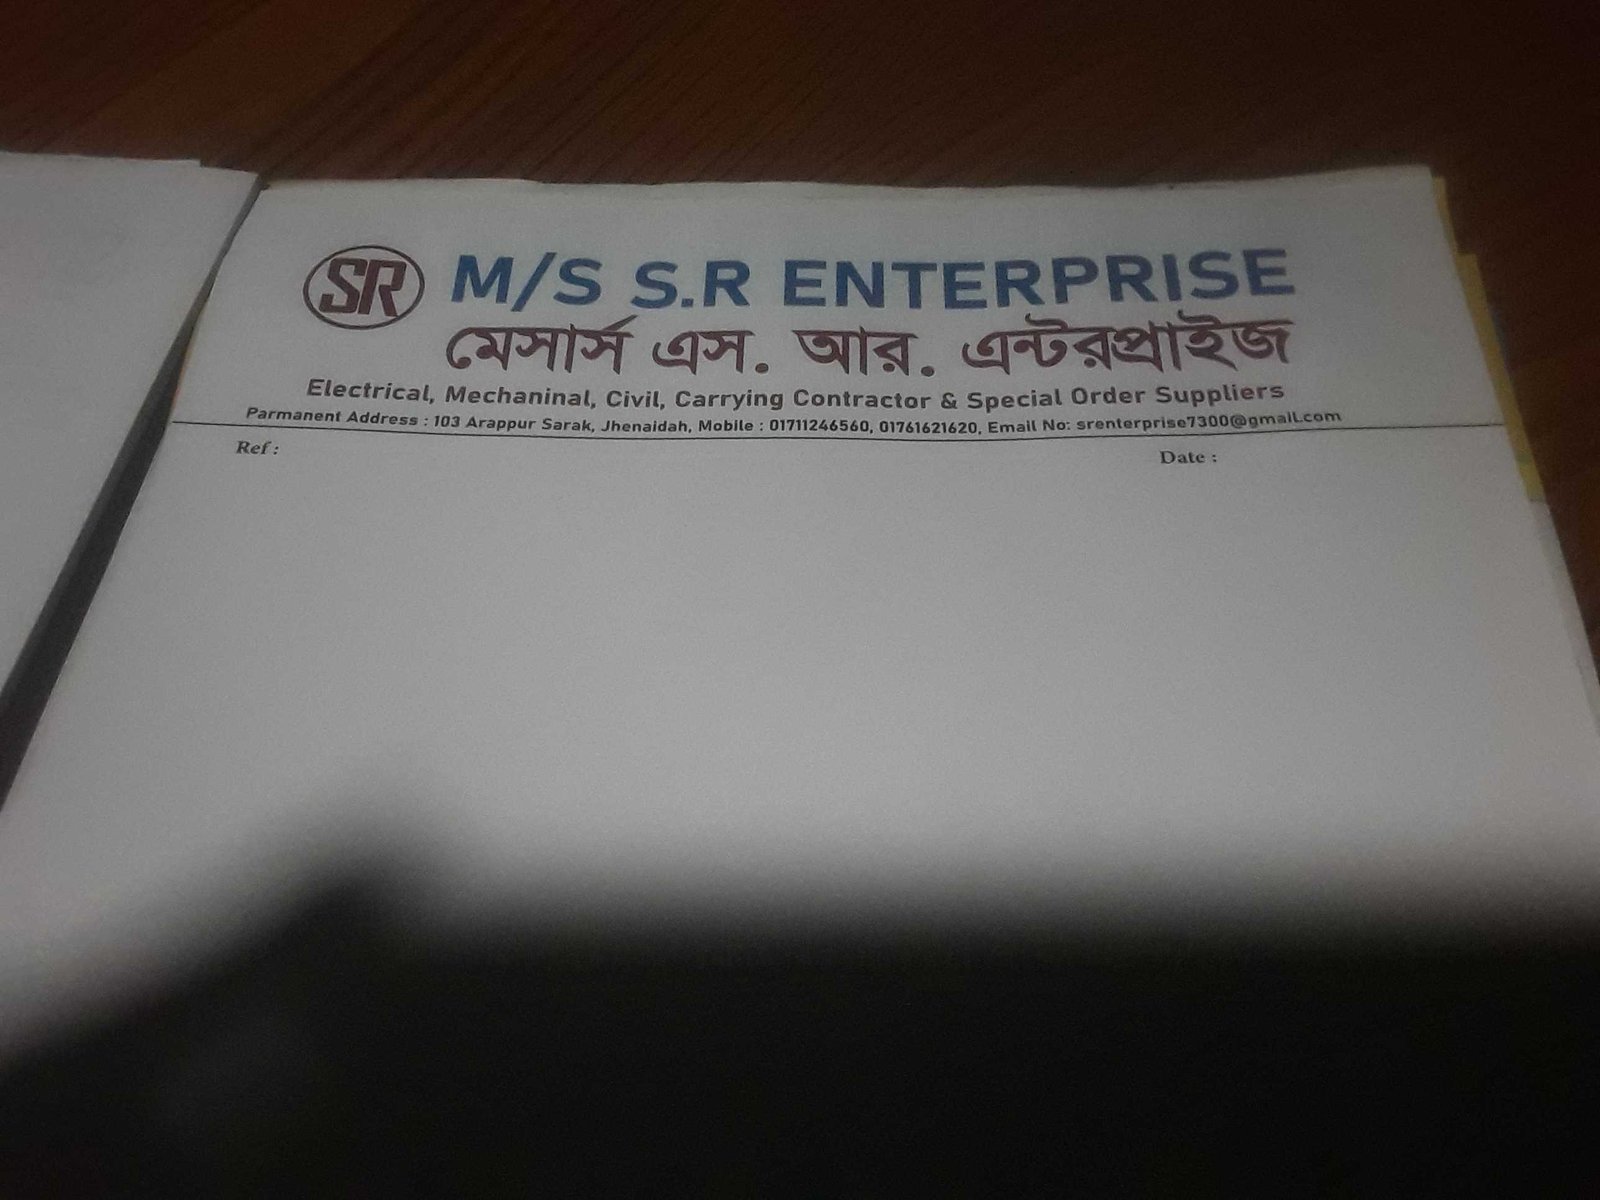 SR M/S S.R ENTERPRISE
মেসার্স এস. আর. এন্টারপ্রাইজ
Electrical, Mechaninal, Civil, Carrying Contractor & Special Order Suppliers
Parmanent Address : 103 Arappur Sarak, Jhenaidah, Mobile : 01711246560, 01761621620, Email No: srenterprise7300@gmail.com
Ref : Date :